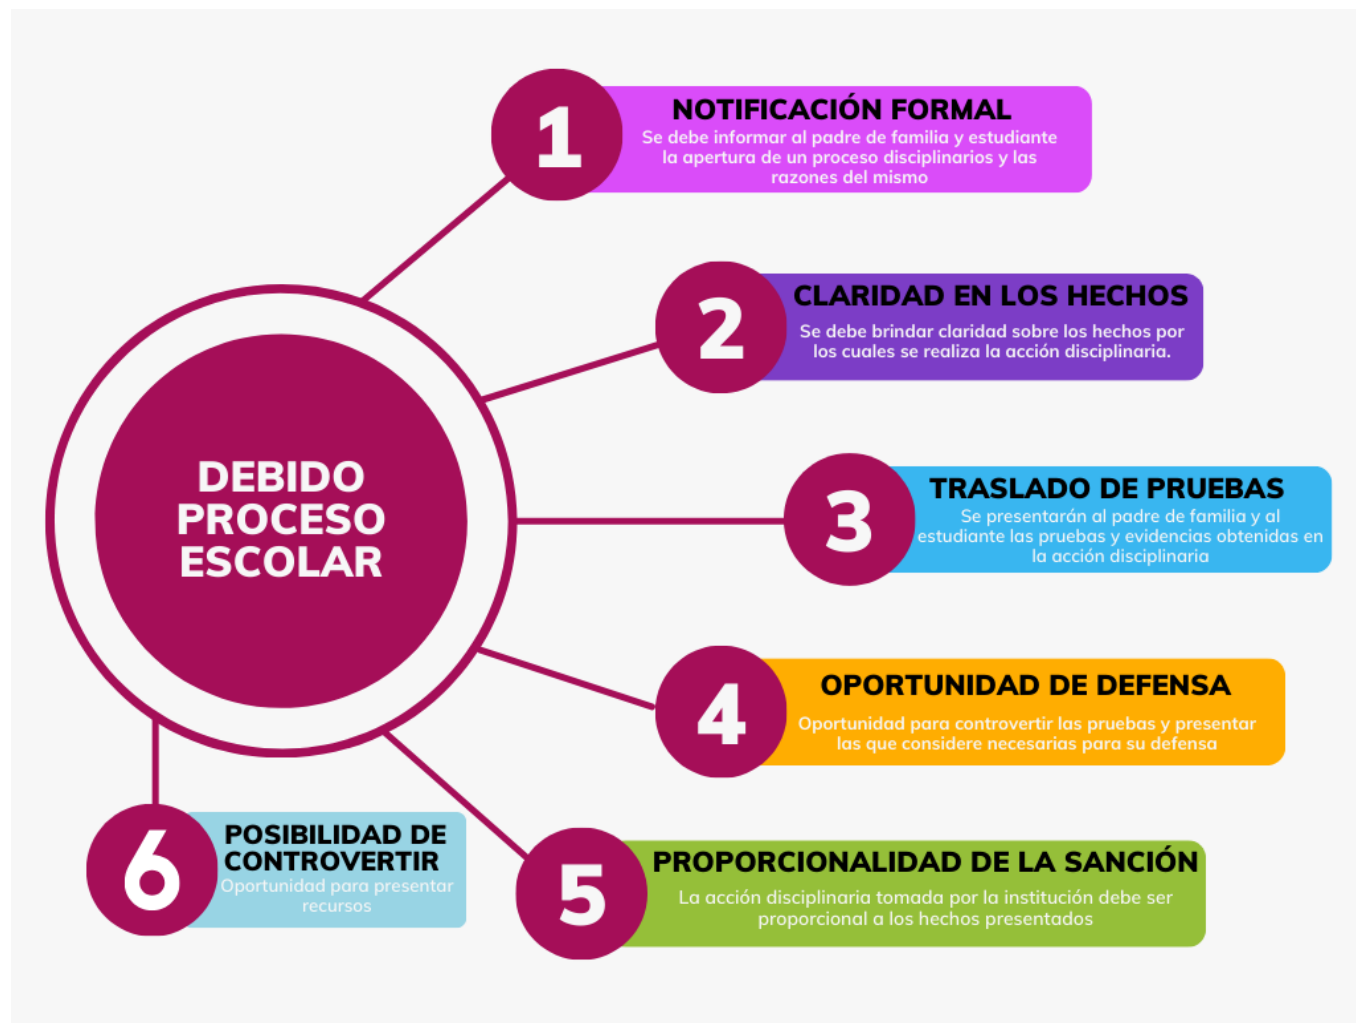 DEBIDO
PROCESO
ESCOLAR
1
NOTIFICACIÓN FORMAL
Se debe informar al padre de familia y estudiante
la apertura de un proceso disciplinarios y las
razones del mismo
2
CLARIDAD EN LOS HECHOS
Se debe brindar claridad sobre los hechos por
los cuales se realiza la acción disciplinaria.
3
TRASLADO DE PRUEBAS
Se presentarán al padre de familia y al
estudiante las pruebas y evidencias obtenidas en
la acción disciplinaria
4
OPORTUNIDAD DE DEFENSA
Oportunidad para controvertir las pruebas y presentar
las que considere necesarias para su defensa
5
PROPORCIONALIDAD DE LA SANCIÓN
La acción disciplinaria tomada por la institución debe ser
proporcional a los hechos presentados
6
POSIBILIDAD DE
CONTROVERTIR
Oportunidad para presentar
recursos